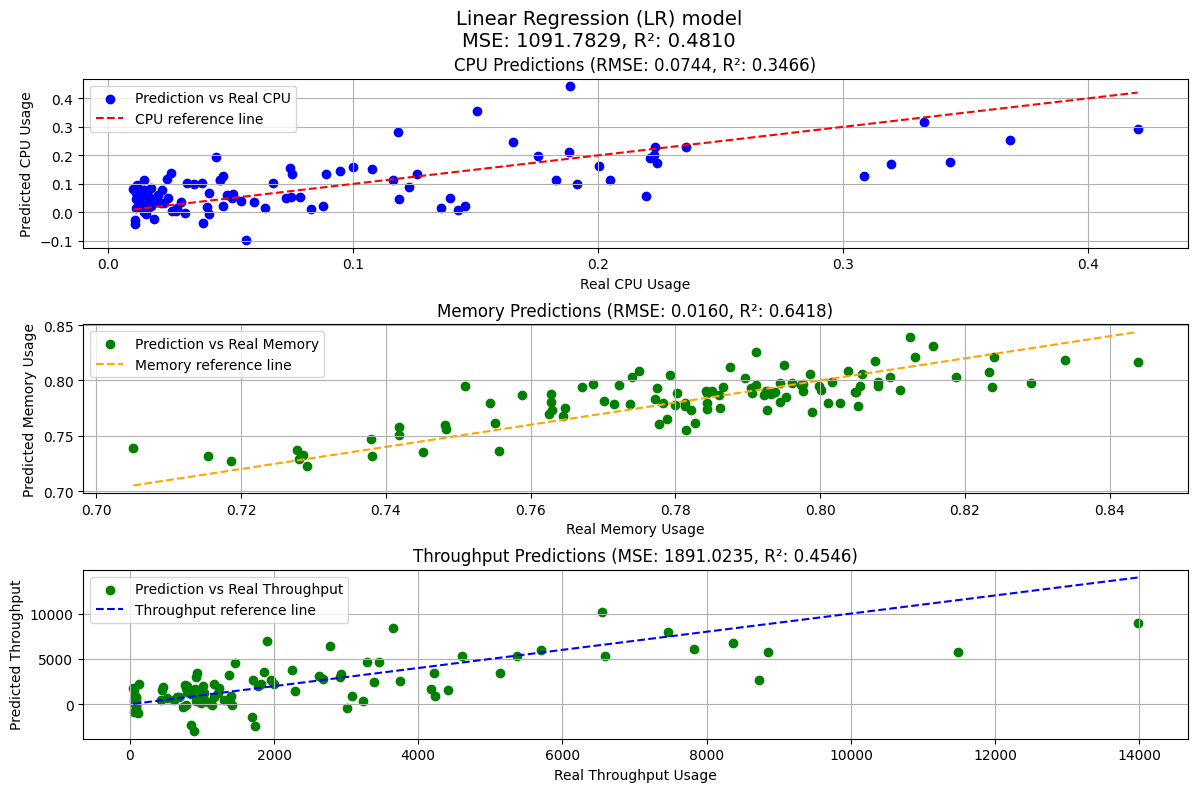 Linear Regression (LR) model
MSE: 1091.7829, R²: 0.4810
CPU Predictions (RMSE: 0.0744, R²: 0.3466)
Predicted CPU Usage
0.4
0.3
0.2
0.1
0.0
−0.1
Prediction vs Real CPU
CPU reference line
0.0 0.1 0.2 0.3 0.4
Real CPU Usage
Memory Predictions (RMSE: 0.0160, R²: 0.6418)
Predicted Memory Usage
0.85
0.80
0.75
0.70
Prediction vs Real Memory
Memory reference line
0.70 0.72 0.74 0.76 0.78 0.80 0.82 0.84
Real Memory Usage
Throughput Predictions (MSE: 1891.0235, R²: 0.4546)
Predicted Throughput
10000
5000
0
Prediction vs Real Throughput
Throughput reference line
0 2000 4000 6000 8000 10000 12000 14000
Real Throughput Usage